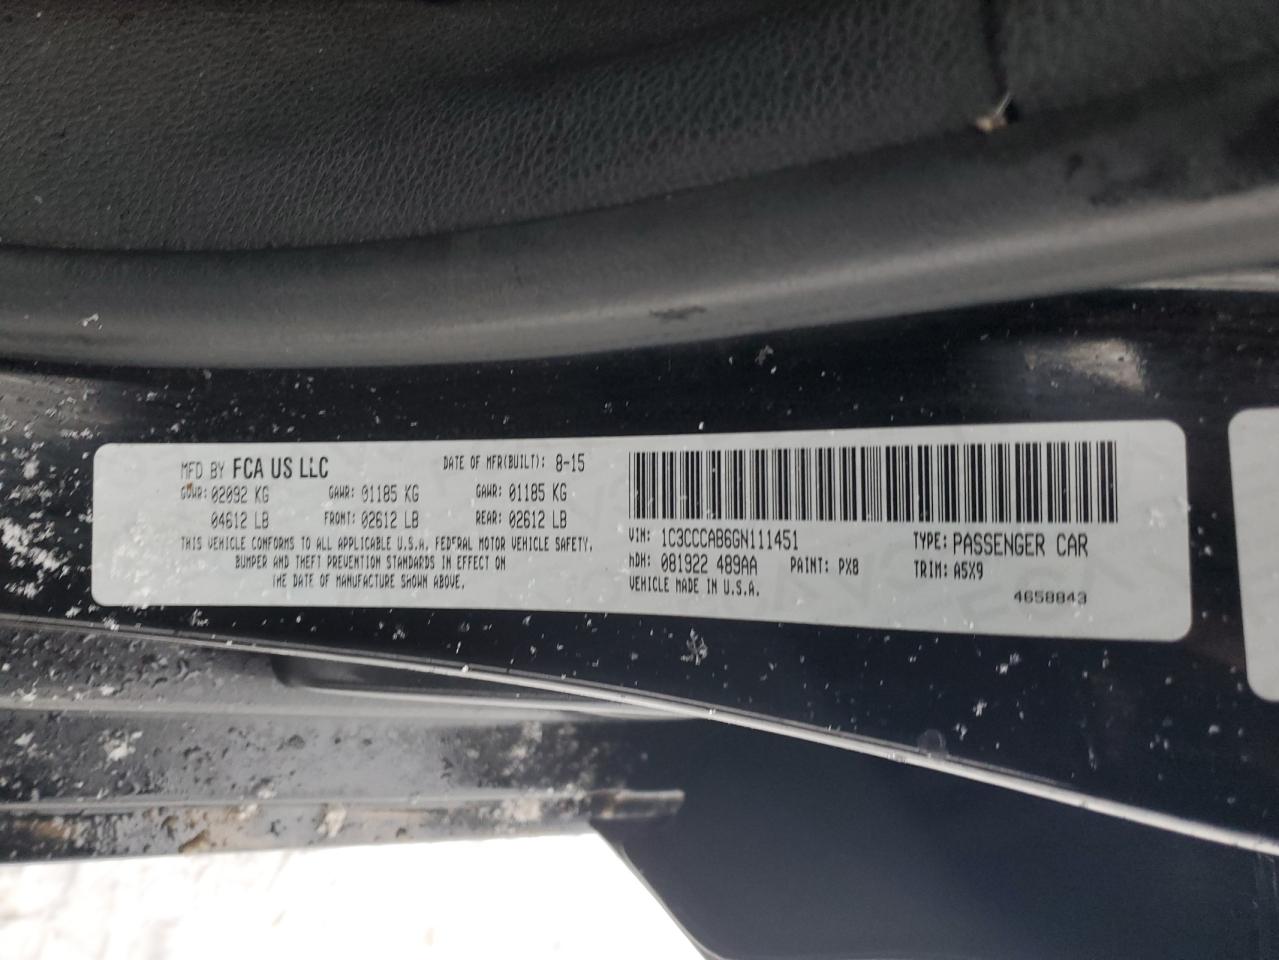 MFD BY FCA US LLC DATE OF MFR(BUILT): 8-15
GVWR: 02092 KG GAWR: 01185 KG GAWR: 01185 KG
04612 LB FRONT: 02612 LB REAR: 02612 LB
THIS VEHICLE CONFORMS TO ALL APPLICABLE U.S.A. FEDERAL MOTOR VEHICLE SAFETY,
BUMPER AND THEFT PREVENTION STANDARDS IN EFFECT ON
THE DATE OF MANUFACTURE SHOWN ABOVE.
VIN: 1C3CCCAB6GN111451 TYPE: PASSENGER CAR
MDH: 081922 489AA PAINT: PX8 TRIM: A5X9
VEHICLE MADE IN U.S.A.
4658843